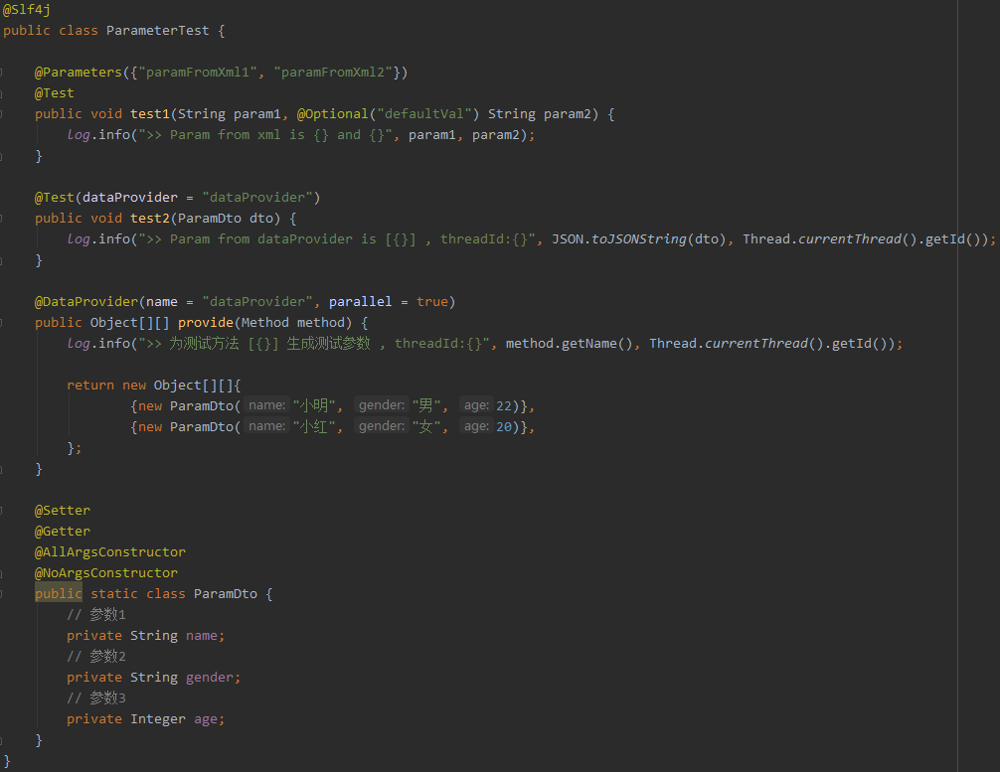 @Slf4j
public class ParameterTest {
@Parameters({"paramFromXml1", "paramFromXml2"})
@Test
public void test1(String param1, @Optional("defaultVal") String param2) {
log.info(">> Param from xml is {} and {}", param1, param2);
}
@Test(dataProvider = "dataProvider")
public void test2(ParamDto dto) {
log.info(">> Param from dataProvider is [{}] , threadId:{}", JSON.toJSONString(dto), Thread.currentThread().getId());
}
@DataProvider(name = "dataProvider", parallel = true)
public Object[][] provide(Method method) {
log.info(">> 为测试方法 [{}] 生成测试参数 , threadId:{}", method.getName(), Thread.currentThread().getId());
return new Object[][]{
{new ParamDto( name: "小明", gender: "男", age: 22)},
{new ParamDto( name: "小红", gender: "女", age: 20)},
};
}
@Setter
@Getter
@AllArgsConstructor
@NoArgsConstructor
public static class ParamDto {
// 参数1
private String name;
// 参数2
private String gender;
// 参数3
private Integer age;
}
}